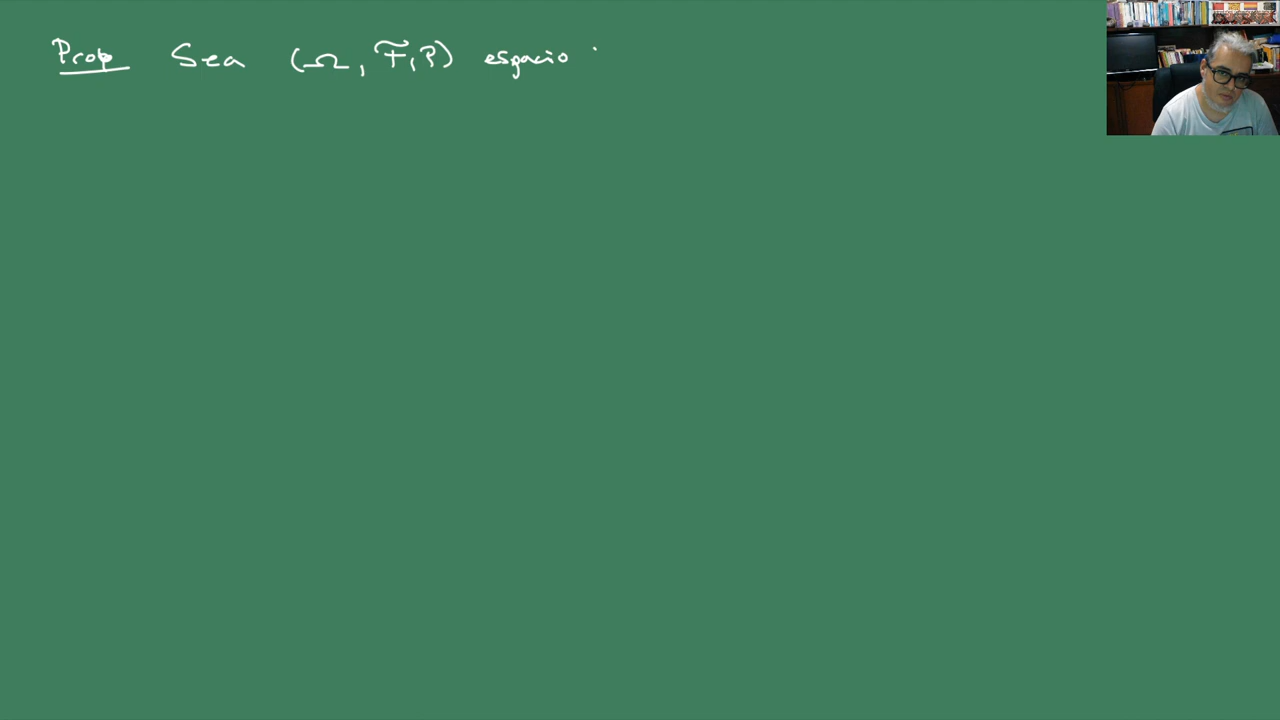 Prop Sea (Ω, F, P) espacio